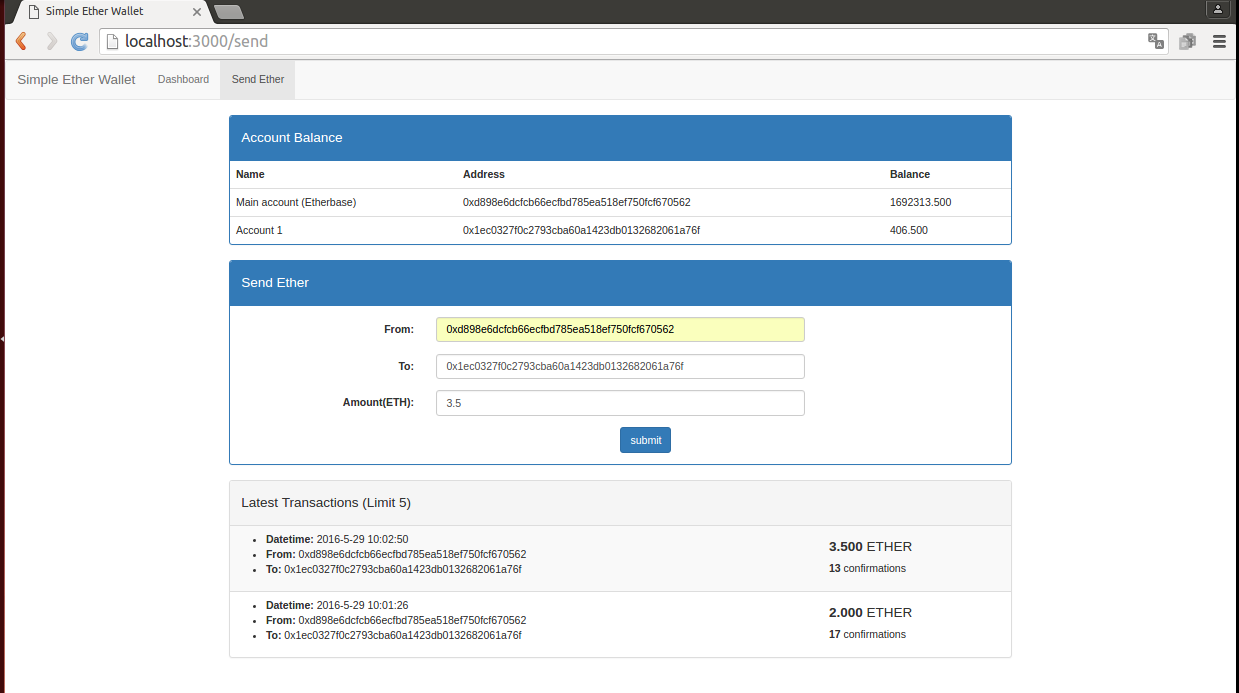 Simple Ether Wallet
localhost:3000/send
Simple Ether Wallet Dashboard Send Ether
Account Balance
Name Address Balance
Main account (Etherbase) 0xd898e6dcfcb66ecfbd785ea518ef750fcf670562 1692313.500
Account 1 0x1ec0327f0c2793cba60a1423db0132682061a76f 406.500
Send Ether
From: 0xd898e6dcfcb66ecfbd785ea518ef750fcf670562
To: 0x1ec0327f0c2793cba60a1423db0132682061a76f
Amount(ETH): 3.5
submit
Latest Transactions (Limit 5)
Datetime: 2016-5-29 10:02:50
From: 0xd898e6dcfcb66ecfbd785ea518ef750fcf670562
To: 0x1ec0327f0c2793cba60a1423db0132682061a76f
3.500 ETHER
13 confirmations
Datetime: 2016-5-29 10:01:26
From: 0xd898e6dcfcb66ecfbd785ea518ef750fcf670562
To: 0x1ec0327f0c2793cba60a1423db0132682061a76f
2.000 ETHER
17 confirmations